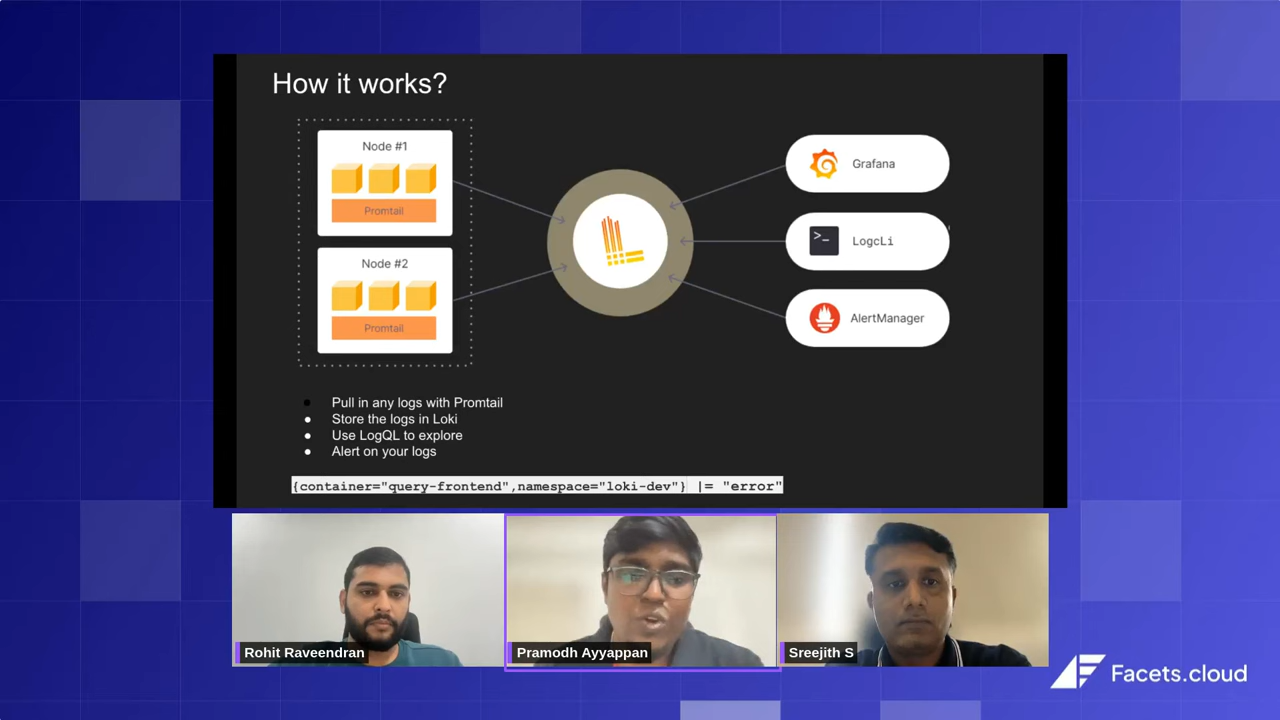 How it works?
Node #1
Promtail
Node #2
Promtail
Grafana
>_
LogcLi
AlertManager
Pull in any logs with Promtail
Store the logs in Loki
Use LogQL to explore
Alert on your logs
{container="query-frontend",namespace="loki-dev"} |= "error"
Rohit Raveendran
Pramodh Ayyappan
Sreejith S
Facets.cloud